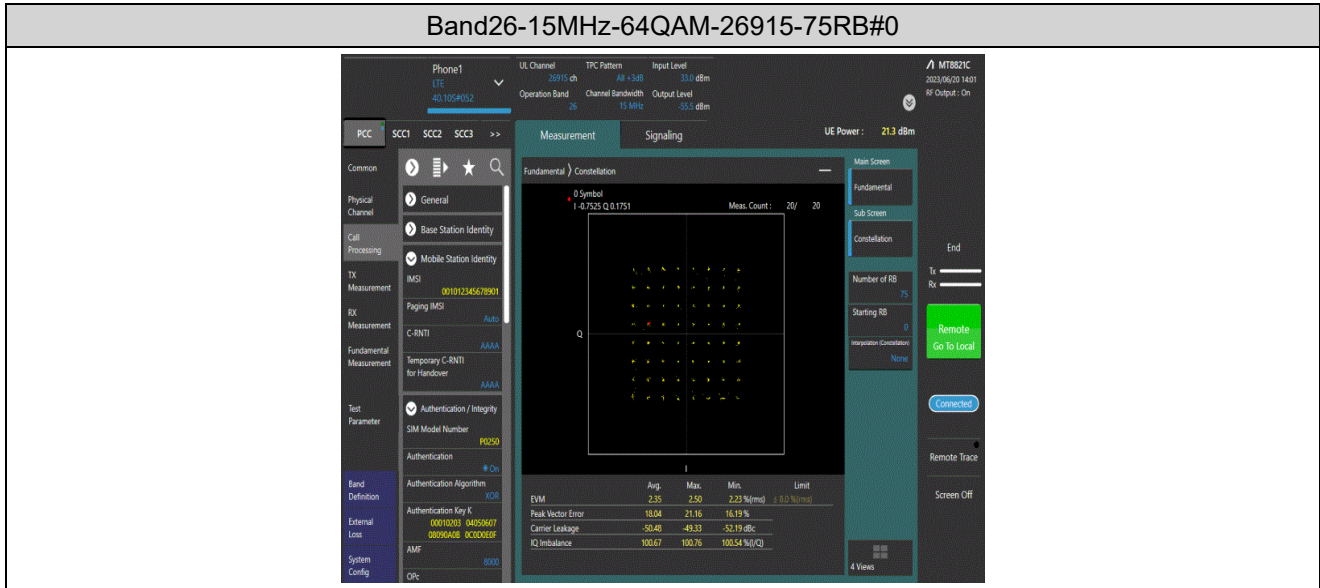 Band26-15MHz-64QAM-26915-75RB#0
Phone1
LTE
40.10S#052
UL Channel TPC Pattern Input Level
26915 ch All +3dB 33.0 dBm
Operation Band Channel Bandwidth Output Level
26 15 MHz -55.5 dBm
MT8821C
2023/06/20 14:01
RF Output : On
PCC SCC1 SCC2 SCC3 >>
Measurement Signaling
UE Power : 21.3 dBm
Common
Physical
Channel
Call
Processing
TX
Measurement
RX
Measurement
Fundamental
Measurement
Test
Parameter
Band
Definition
External
Loss
System
Config
General
Base Station Identity
Mobile Station Identity
IMSI
001012345678901
Paging IMSI
Auto
C-RNTI
AAAA
Temporary C-RNTI
for Handover
AAAA
Authentication / Integrity
SIM Model Number
P0250
Authentication
On
Authentication Algorithm
XOR
Authentication Key K
00010203 04050607
08090A0B 0C0D0E0F
AMF
8000
OPc
Fundamental Constellation
0 Symbol
I -0.7525 Q 0.1751 Meas. Count : 20/ 20
Q
I
Avg. Max. Min. Limit
EVM 2.35 2.50 2.23 %(rms) ≤ 8.0 %(rms)
Peak Vector Error 18.04 21.16 16.19 %
Carrier Leakage -50.48 -49.33 -52.19 dBc
IQ Imbalance 100.67 100.76 100.54 %(I/Q)
Main Screen
Fundamental
Sub Screen
Constellation
Number of RB
75
Starting RB
0
Interpolation (Constellation)
None
4 Views
End
Tx
Rx
Remote
Go To Local
Connected
Remote Trace
Screen Off